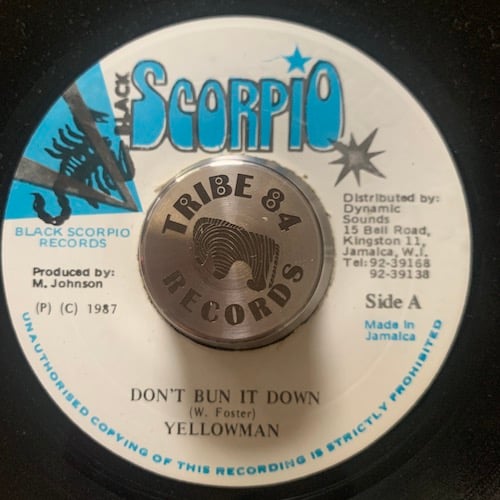 BLACK
SCORPIO
BLACK SCORPIO
RECORDS
Produced by:
M. Johnson
(P) (C) 1987
TRIBE 84
RECORDS
Distributed by:
Dynamic
Sounds
15 Bell Road,
Kingston 11,
Jamaica, W.I.
Tel: 92-39168
92-39138
Side A
Made in
Jamaica
DON'T BUN IT DOWN
(W. Foster)
YELLOWMAN
UNAUTHORISED COPYING OF THIS RECORDING IS STRICTLY PROHIBITED